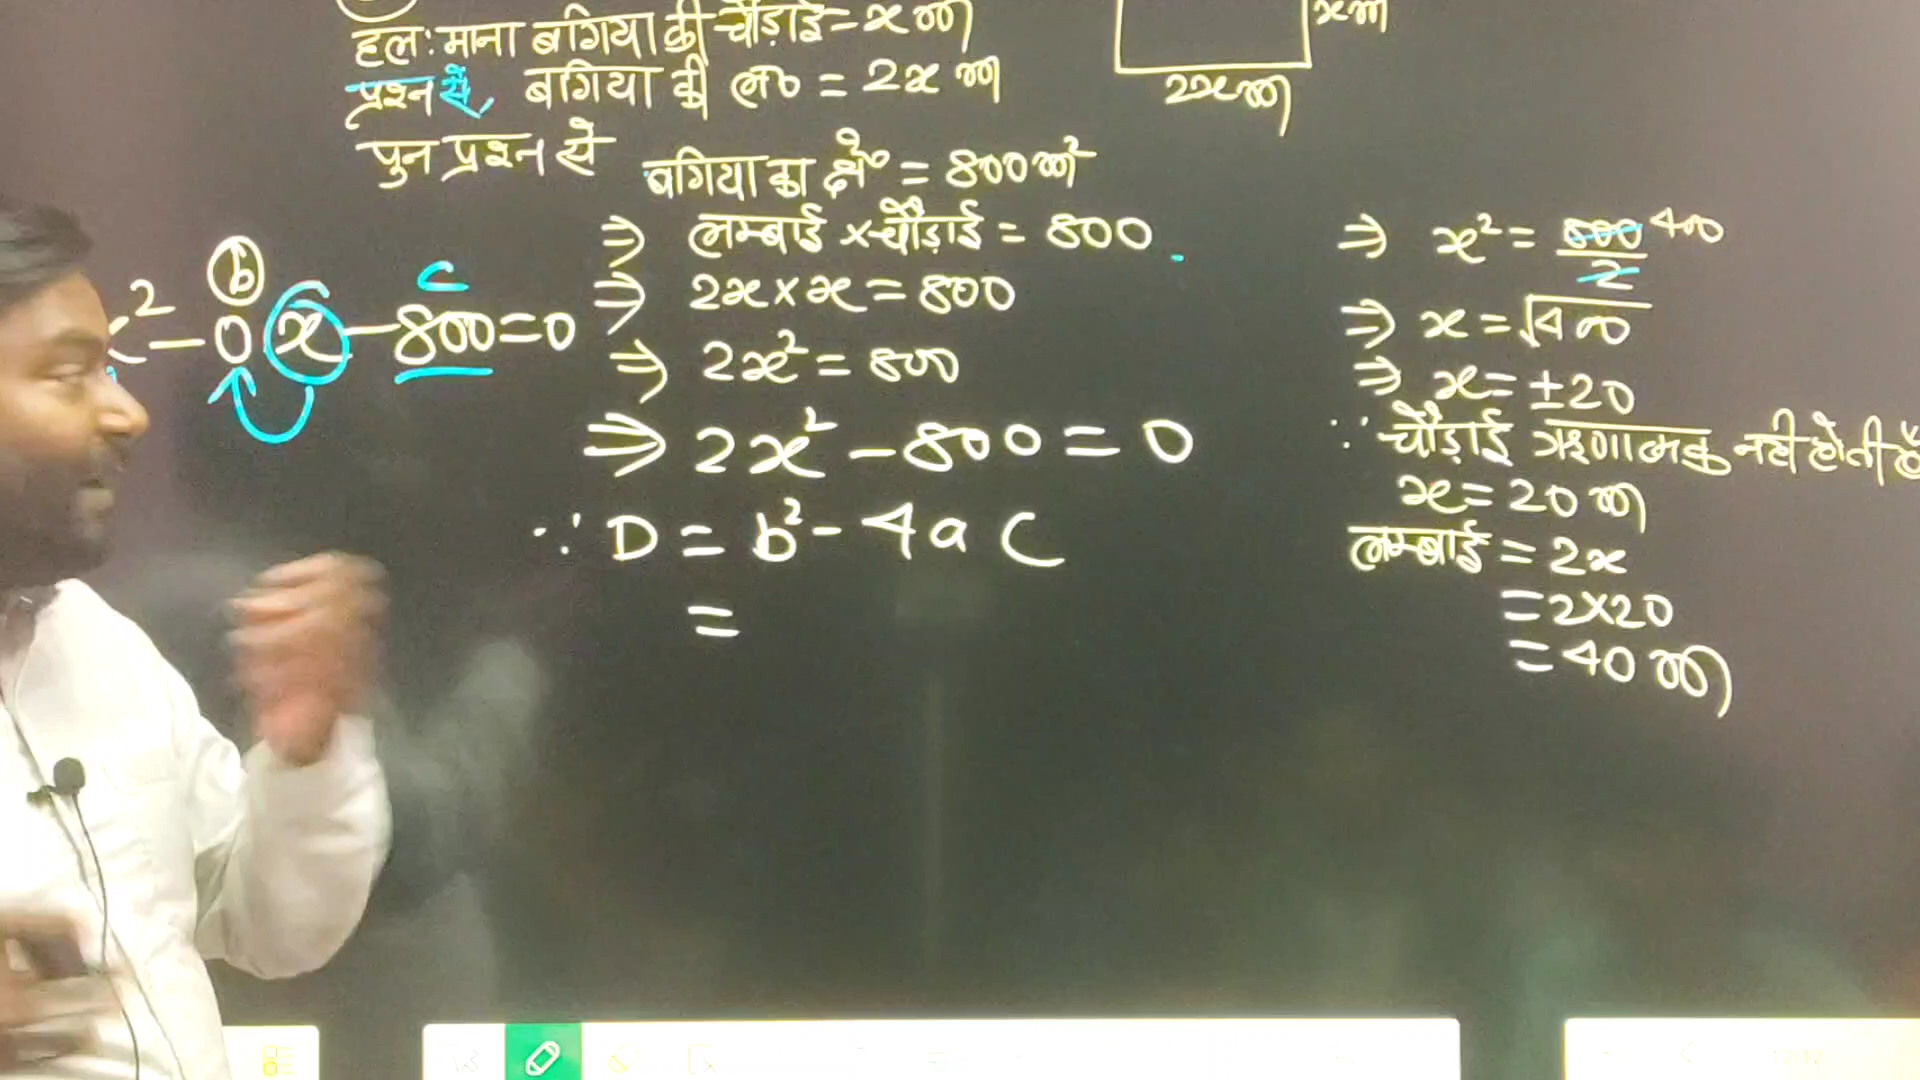 हल: माना बगिया की चौड़ाई = x m
प्रश्न से, बगिया की ल० = 2x m
पुन प्रश्न से
बगिया का क्षे० = 800 m²
⇒ लम्बाई × चौड़ाई = 800
⇒ 2x × x = 800
⇒ 2x² = 800
⇒ 2x² - 800 = 0
∵ D = b² - 4ac
=
x m
2x m
b
c
² - 0x - 800 = 0
⇒ x² = 800/2 400
⇒ x = √400
⇒ x = ±20
∵ चौड़ाई ऋणात्मक नही होती है
x = 20 m
लम्बाई = 2x
= 2×20
= 40 m